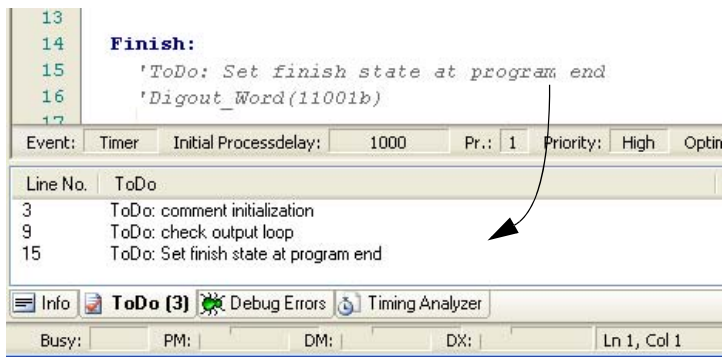 13
14 Finish:
15 'ToDo: Set finish state at program end
16 'Digout_Word(11001b)
17
Event: Timer Initial Processdelay: 1000 Pr.: 1 Priority: High Optim
Line No. ToDo
3 ToDo: comment initialization
9 ToDo: check output loop
15 ToDo: Set finish state at program end
Info ToDo (3) Debug Errors Timing Analyzer
Busy: PM: DM: DX: Ln 1, Col 1